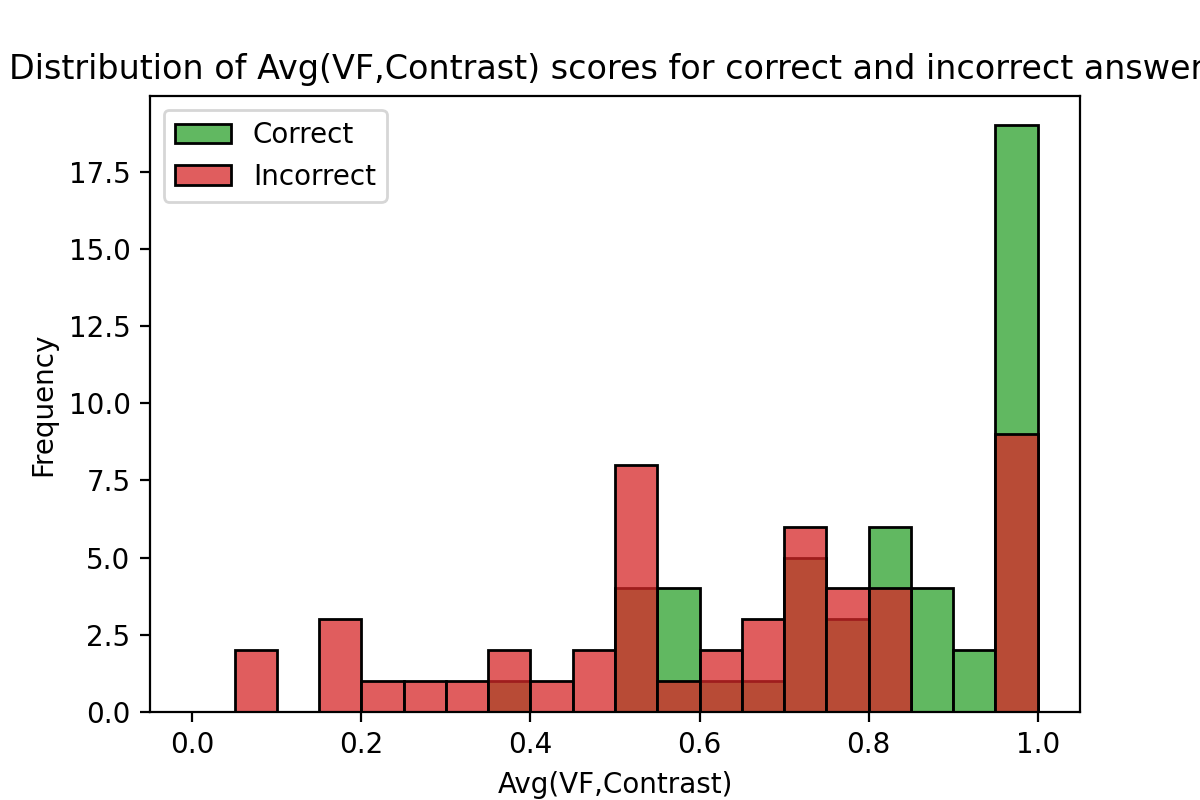 Distribution of Avg(VF,Contrast) scores for correct and incorrect answer
Correct
Incorrect
Frequency
17.5
15.0
12.5
10.0
7.5
5.0
2.5
0.0
0.0 0.2 0.4 0.6 0.8 1.0
Avg(VF,Contrast)